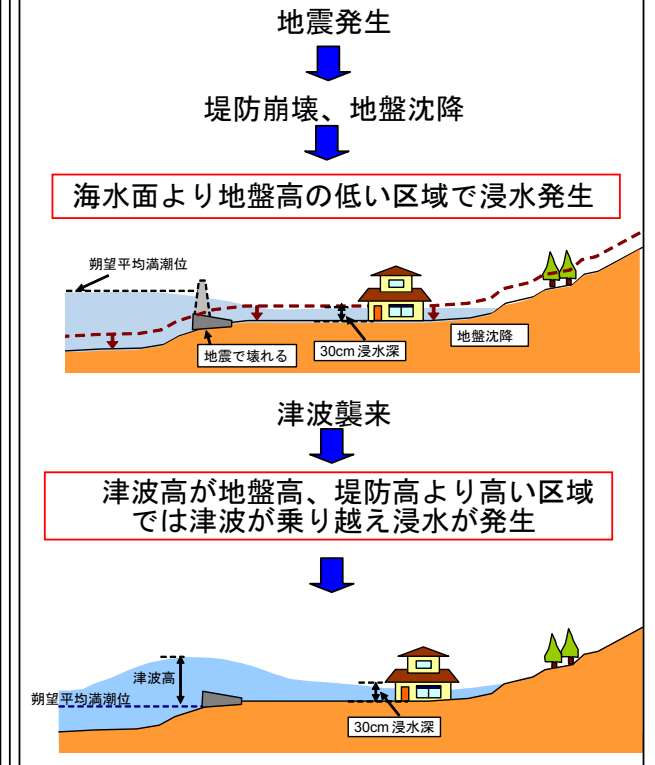 地震発生
堤防崩壊、地盤沈降
海水面より地盤高の低い区域で浸水発生
朔望平均満潮位
地震で壊れる
30cm 浸水深
地盤沈降
津波襲来
津波高が地盤高、堤防高より高い区域
では津波が乗り越え浸水が発生
津波高
朔望平均満潮位
30cm 浸水深